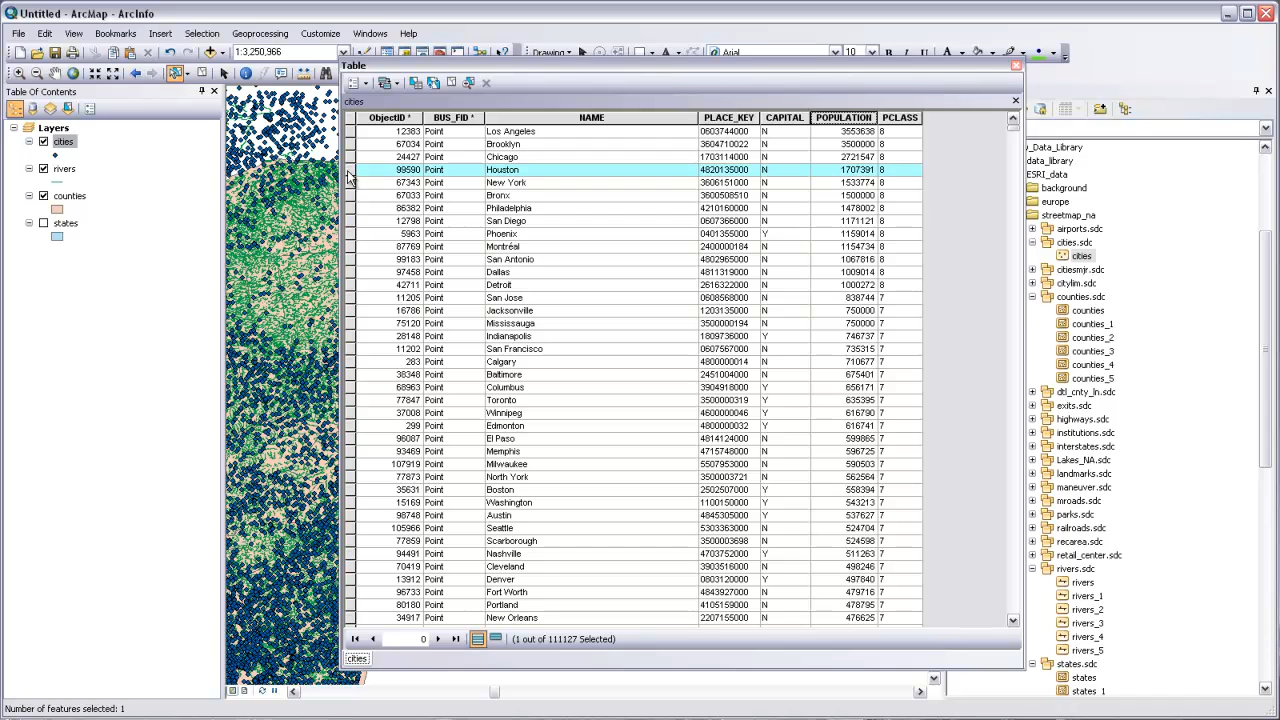 Untitled - ArcMap - ArcInfo
File Edit View Bookmarks Insert Selection Geoprocessing Customize Windows Help
1:3,250,966 Drawing Arial 10 B I U A
Table
Table Of Contents
cities
Layers
cities
rivers
counties
states
ObjectID * BUS_FID * NAME PLACE_KEY CAPITAL POPULATION PCLASS
12383 Point Los Angeles 0603744000 N 3553638 8
67034 Point Brooklyn 3604710022 N 3500000 8
24427 Point Chicago 1703114000 N 2721547 8
99590 Point Houston 4820135000 N 1707391 8
67343 Point New York 3606151000 N 1533774 8
67033 Point Bronx 3600508510 N 1500000 8
86382 Point Philadelphia 4210160000 N 1478002 8
12798 Point San Diego 0607366000 N 1171121 8
5963 Point Phoenix 0401355000 Y 1159014 8
87769 Point Montréal 2400000184 N 1154734 8
99183 Point San Antonio 4802965000 N 1067816 8
97458 Point Dallas 4811319000 N 1009014 8
42711 Point Detroit 2616322000 N 1000272 8
11205 Point San Jose 0608568000 N 838744 7
16786 Point Jacksonville 1203135000 N 750000 7
75120 Point Mississauga 3500000194 N 750000 7
28148 Point Indianapolis 1809736000 Y 746737 7
11202 Point San Francisco 0607567000 N 735315 7
283 Point Calgary 4800000014 N 710677 7
38348 Point Baltimore 2451004000 N 675401 7
68963 Point Columbus 3904918000 Y 656171 7
77847 Point Toronto 3500000319 Y 635395 7
37008 Point Winnipeg 4600000046 Y 616790 7
299 Point Edmonton 4800000032 Y 616741 7
96087 Point El Paso 4814124000 N 599865 7
93469 Point Memphis 4715748000 N 596725 7
107919 Point Milwaukee 5507953000 N 590503 7
77873 Point North York 3500003721 N 562564 7
35631 Point Boston 2502507000 Y 558394 7
15169 Point Washington 1100150000 Y 543213 7
98748 Point Austin 4845305000 Y 537627 7
105966 Point Seattle 5303363000 N 524704 7
77859 Point Scarborough 3500003698 N 524598 7
94491 Point Nashville 4703752000 Y 511263 7
70419 Point Cleveland 3903516000 N 498246 7
13912 Point Denver 0803120000 Y 497840 7
96733 Point Fort Worth 4843927000 N 479716 7
80180 Point Portland 4105159000 N 478795 7
34917 Point New Orleans 2207155000 N 476625 7
0 (1 out of 111127 Selected)
cities
_Data_Library
data_library
ESRI_data
background
europe
streetmap_na
airports.sdc
cities.sdc
cities
citiesmjr.sdc
citylim.sdc
counties.sdc
counties
counties_1
counties_2
counties_3
counties_4
counties_5
dtl_cnty_ln.sdc
exits.sdc
highways.sdc
institutions.sdc
interstates.sdc
Lakes_NA.sdc
landmarks.sdc
maneuver.sdc
mroads.sdc
parks.sdc
railroads.sdc
recarea.sdc
retail_center.sdc
rivers.sdc
rivers
rivers_1
rivers_2
rivers_3
rivers_4
rivers_5
states.sdc
states
states_1
Number of features selected: 1